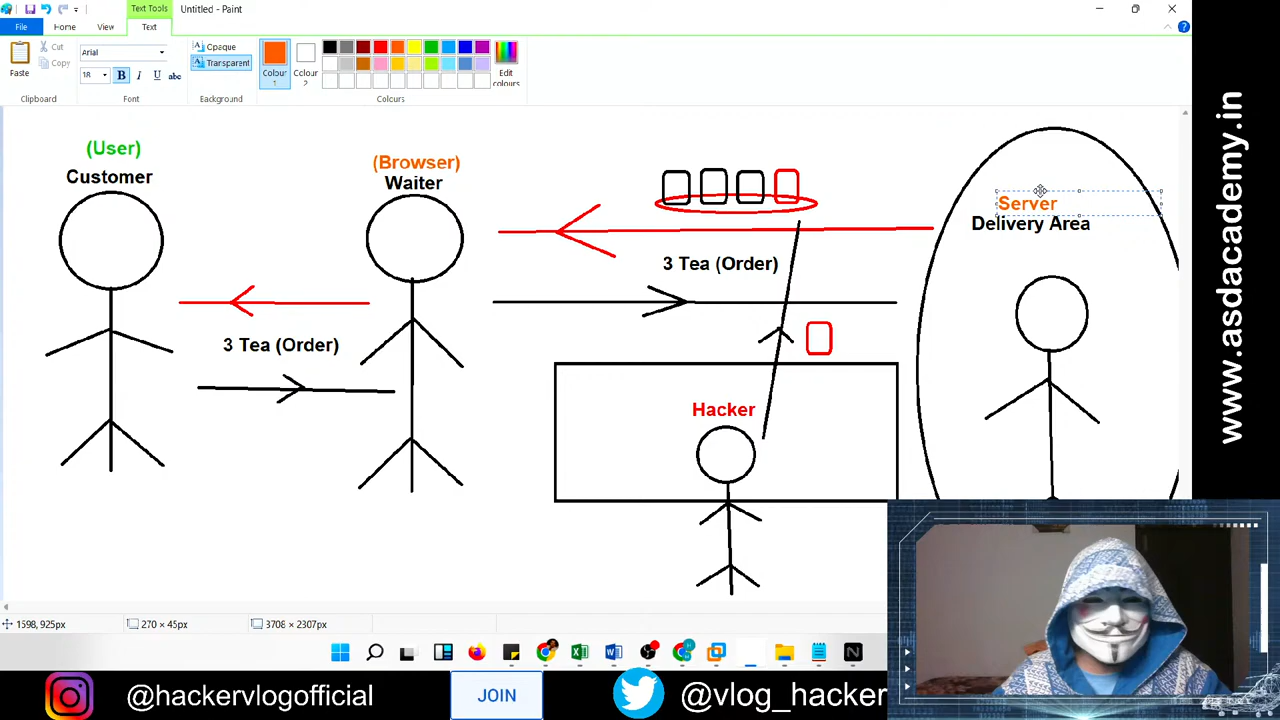 Text Tools
Untitled - Paint
File
Home
View
Text
Paste
Cut
Copy
Clipboard
Arial
18
B
I
U
abc
Font
Opaque
Transparent
Background
Colour
1
Colour
2
Edit
colours
Colours
(User)
Customer
(Browser)
Waiter
Server
Delivery Area
3 Tea (Order)
3 Tea (Order)
Hacker
www.asdacademy.in
1598, 925px
270 × 45px
3708 × 2307px
@hackervlogofficial
JOIN
@vlog_hacker